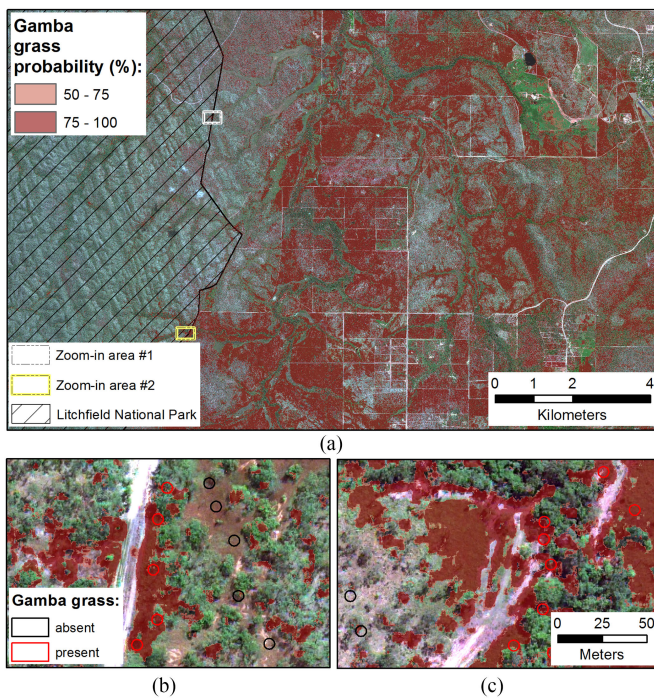 Gamba
grass
probability (%):
50 - 75
75 - 100
Zoom-in area #1
Zoom-in area #2
Litchfield National Park
0 1 2 4
Kilometers
(a)
Gamba grass:
absent
present
0 25 50
Meters
(b) (c)